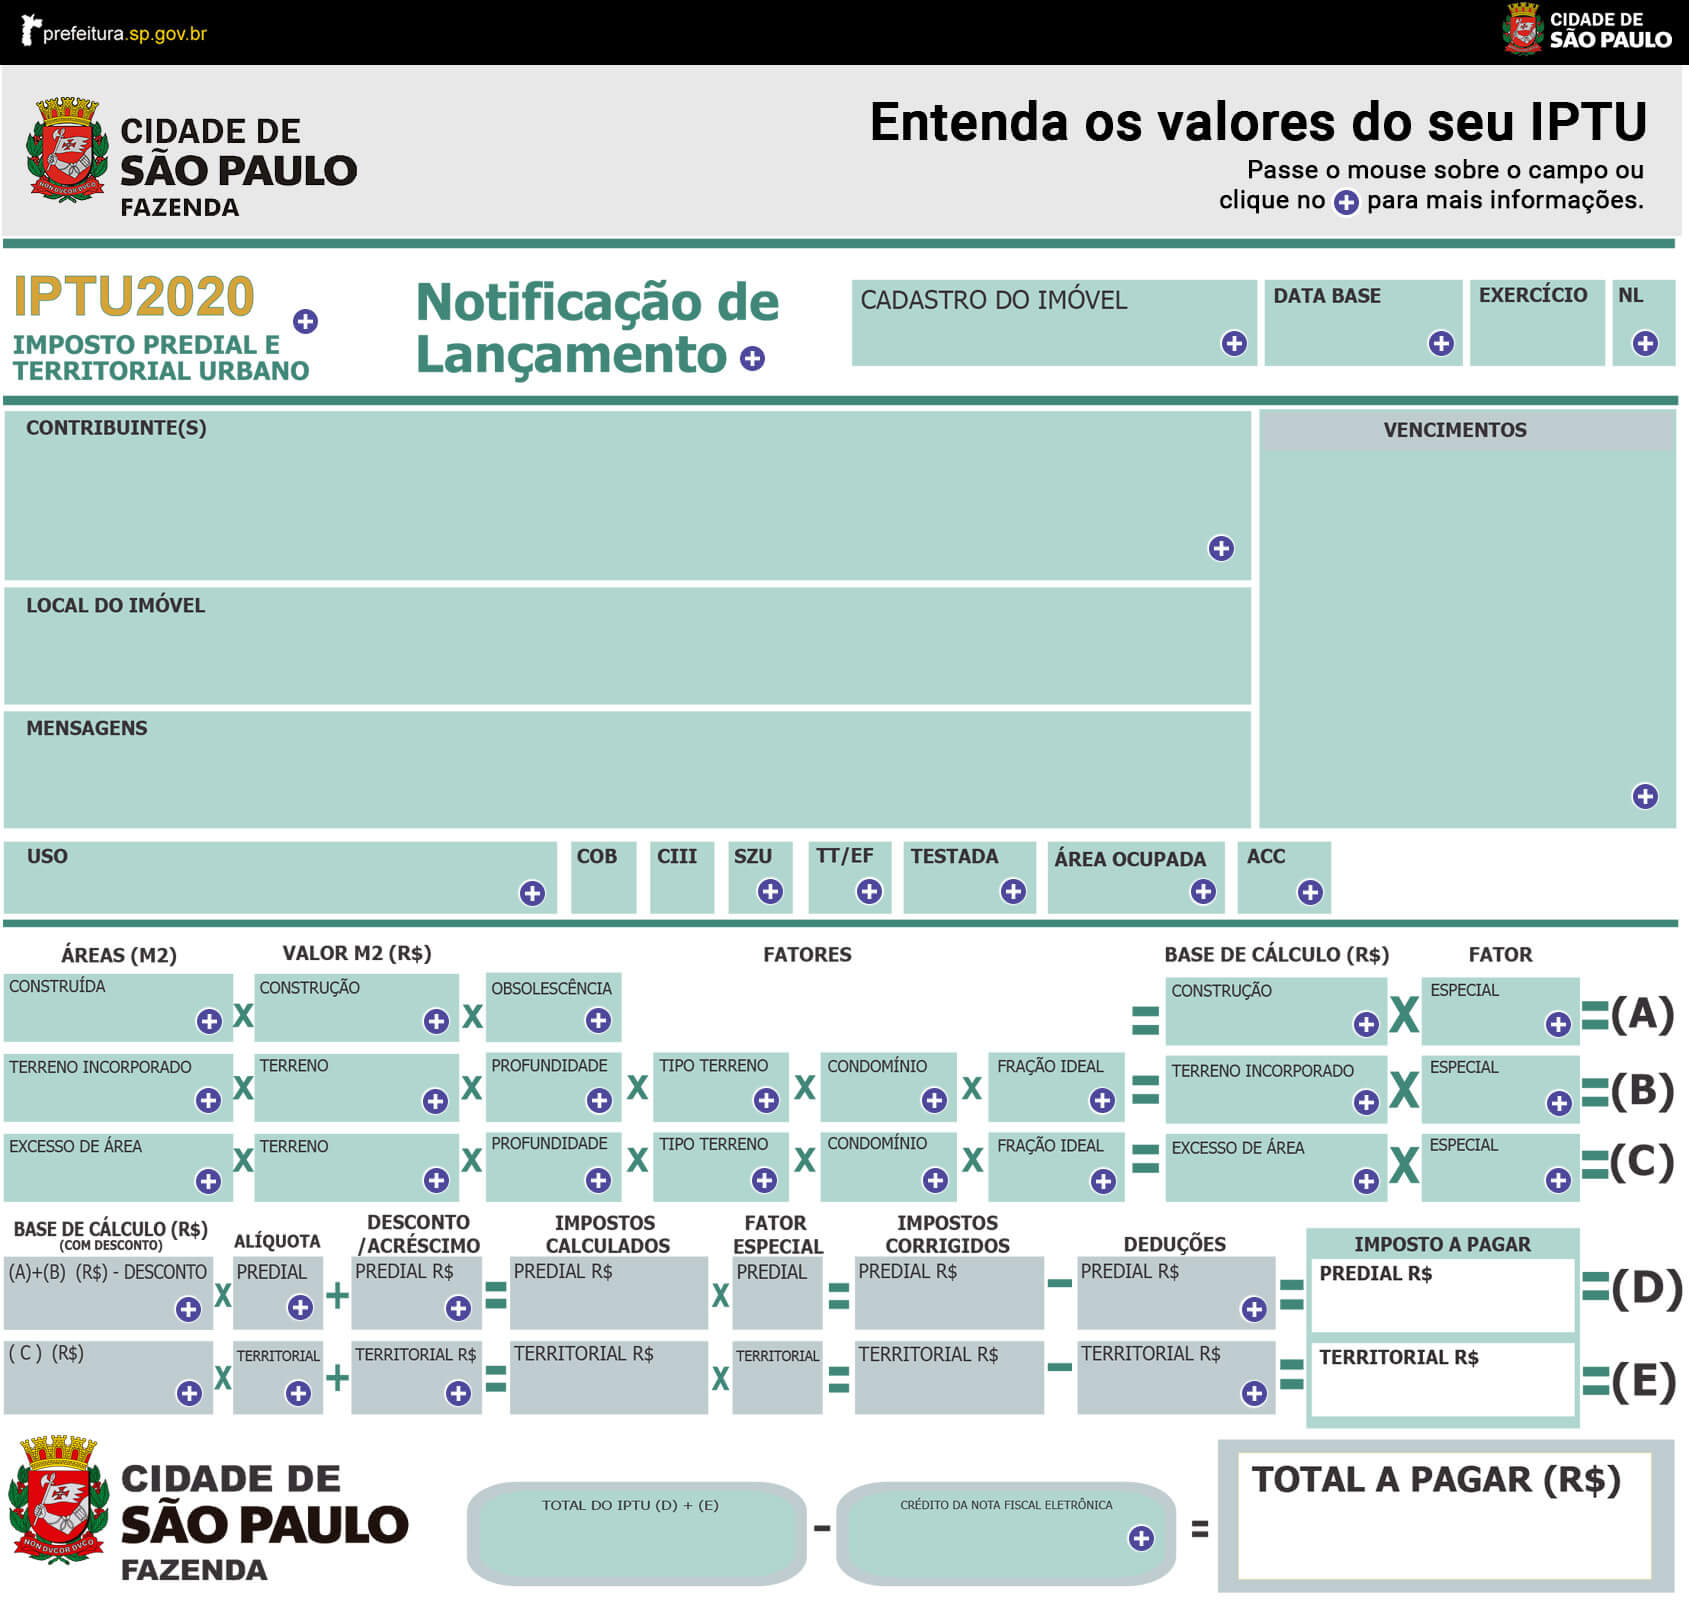 prefeitura.sp.gov.br
CIDADE DE
SÃO PAULO
CIDADE DE
SÃO PAULO
FAZENDA
NON DVCOR DVCO
Entenda os valores do seu IPTU
Passe o mouse sobre o campo ou
clique no + para mais informações.
IPTU2020
IMPOSTO PREDIAL E
TERRITORIAL URBANO
Notificação de
Lançamento
CADASTRO DO IMÓVEL
DATA BASE
EXERCÍCIO
NL
CONTRIBUINTE(S)
VENCIMENTOS
LOCAL DO IMÓVEL
MENSAGENS
USO
COB
CIII
SZU
TT/EF
TESTADA
ÁREA OCUPADA
ACC
ÁREAS (M2)
VALOR M2 (R$)
FATORES
BASE DE CÁLCULO (R$)
FATOR
CONSTRUÍDA
X
CONSTRUÇÃO
X
OBSOLESCÊNCIA
=
CONSTRUÇÃO
X
ESPECIAL
=(A)
TERRENO INCORPORADO
X
TERRENO
X
PROFUNDIDADE
X
TIPO TERRENO
X
CONDOMÍNIO
X
FRAÇÃO IDEAL
=
TERRENO INCORPORADO
X
ESPECIAL
=(B)
EXCESSO DE ÁREA
X
TERRENO
X
PROFUNDIDADE
X
TIPO TERRENO
X
CONDOMÍNIO
X
FRAÇÃO IDEAL
=
EXCESSO DE ÁREA
X
ESPECIAL
=(C)
BASE DE CÁLCULO (R$)
(COM DESCONTO)
ALÍQUOTA
DESCONTO
/ACRÉSCIMO
IMPOSTOS
CALCULADOS
FATOR
ESPECIAL
IMPOSTOS
CORRIGIDOS
DEDUÇÕES
IMPOSTO A PAGAR
(A)+(B) (R$) - DESCONTO
X
PREDIAL
+
PREDIAL R$
=
PREDIAL R$
X
PREDIAL
=
PREDIAL R$
-
PREDIAL R$
=
PREDIAL R$
=(D)
( C ) (R$)
X
TERRITORIAL
+
TERRITORIAL R$
=
TERRITORIAL R$
X
TERRITORIAL
=
TERRITORIAL R$
-
TERRITORIAL R$
=
TERRITORIAL R$
=(E)
NON DVCOR DVCO
CIDADE DE
SÃO PAULO
FAZENDA
TOTAL DO IPTU (D) + (E)
-
CRÉDITO DA NOTA FISCAL ELETRÔNICA
=
TOTAL A PAGAR (R$)